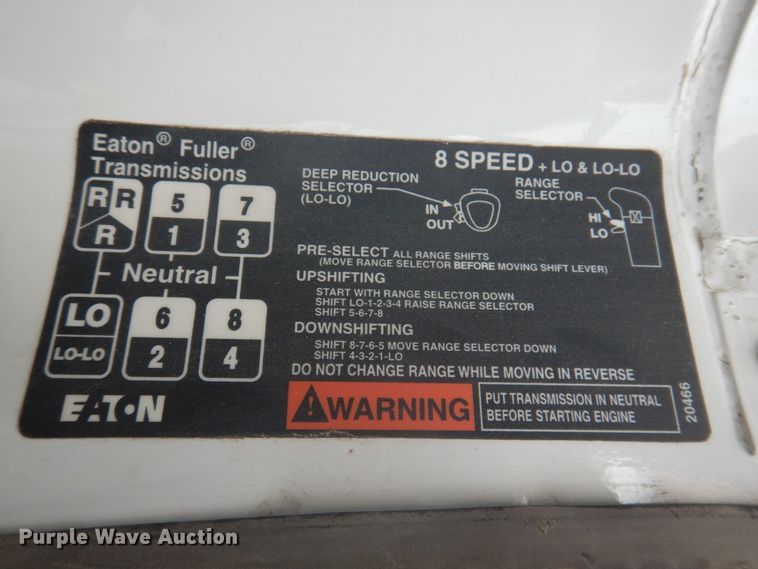 Eaton® Fuller®
Transmissions
8 SPEED + LO & LO-LO
DEEP REDUCTION
SELECTOR
(LO-LO)
IN
OUT
RANGE
SELECTOR
HI
LO
R R 5 7
R 1 3
Neutral
LO 6 8
LO-LO 2 4
PRE-SELECT ALL RANGE SHIFTS
(MOVE RANGE SELECTOR BEFORE MOVING SHIFT LEVER)
UPSHIFTING
START WITH RANGE SELECTOR DOWN
SHIFT LO-1-2-3-4 RAISE RANGE SELECTOR
SHIFT 5-6-7-8
DOWNSHIFTING
SHIFT 8-7-6-5 MOVE RANGE SELECTOR DOWN
SHIFT 4-3-2-1-LO
DO NOT CHANGE RANGE WHILE MOVING IN REVERSE
EATON
WARNING
PUT TRANSMISSION IN NEUTRAL
BEFORE STARTING ENGINE
20466
Purple Wave Auction